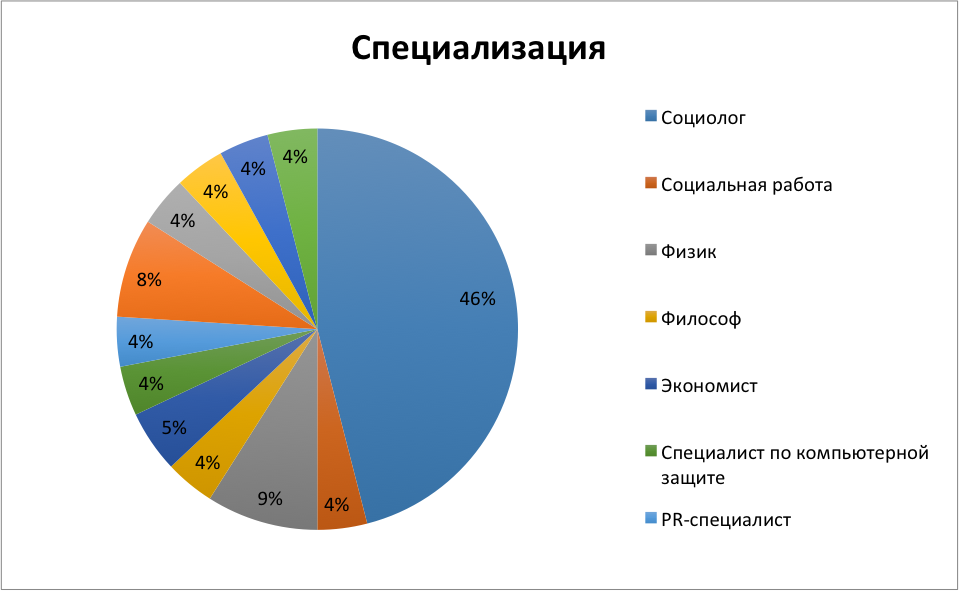 Специализация
Социолог
Социальная работа
Физик
Философ
Экономист
Специалист по компьютерной
защите
PR-специалист
46%
4%
9%
4%
5%
4%
4%
8%
4%
4%
4%
4%